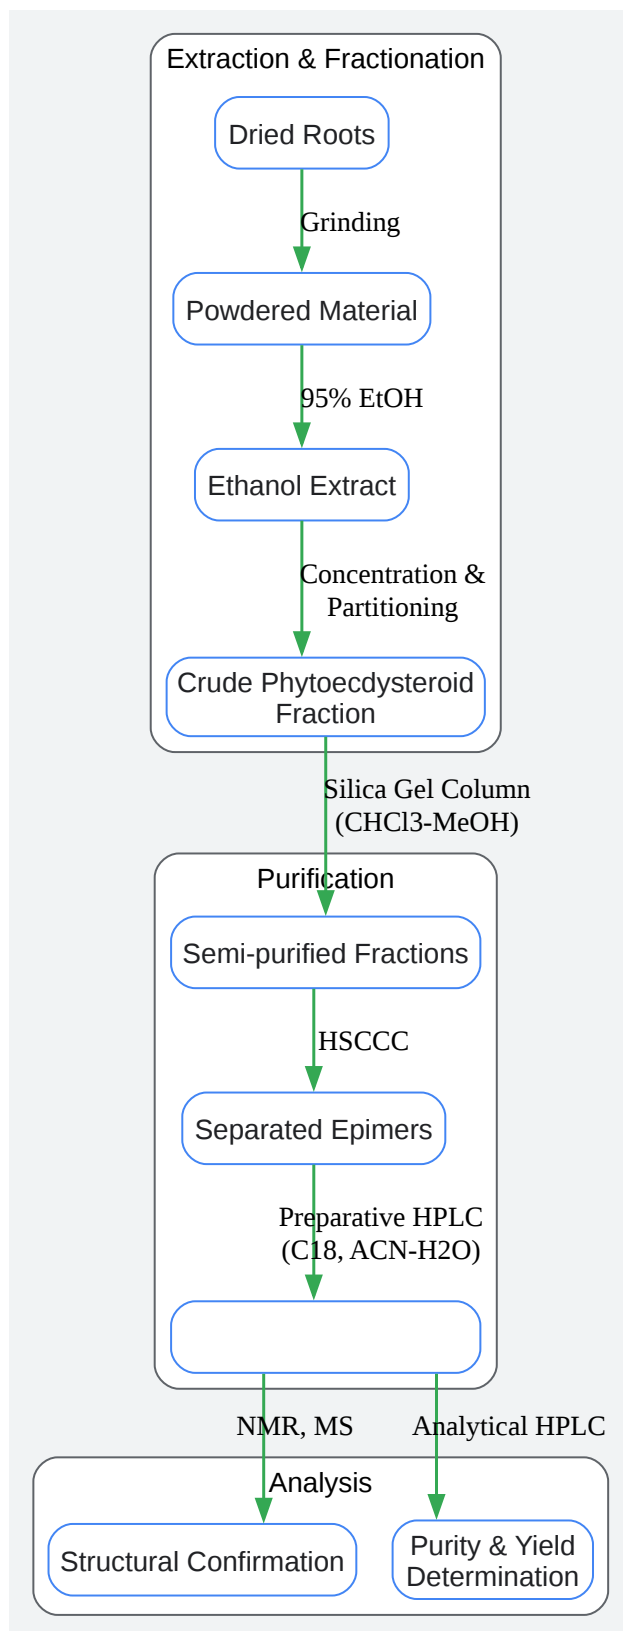 Extraction & Fractionation
Dried Roots
Grinding
Powdered Material
95% EtOH
Ethanol Extract
Concentration &
Partitioning
Crude Phytoecdysteroid
Fraction
Silica Gel Column
(CHCl3-MeOH)
Purification
Semi-purified Fractions
HSCCC
Separated Epimers
Preparative HPLC
(C18, ACN-H2O)
NMR, MS
Analytical HPLC
Analysis
Structural Confirmation
Purity & Yield
Determination